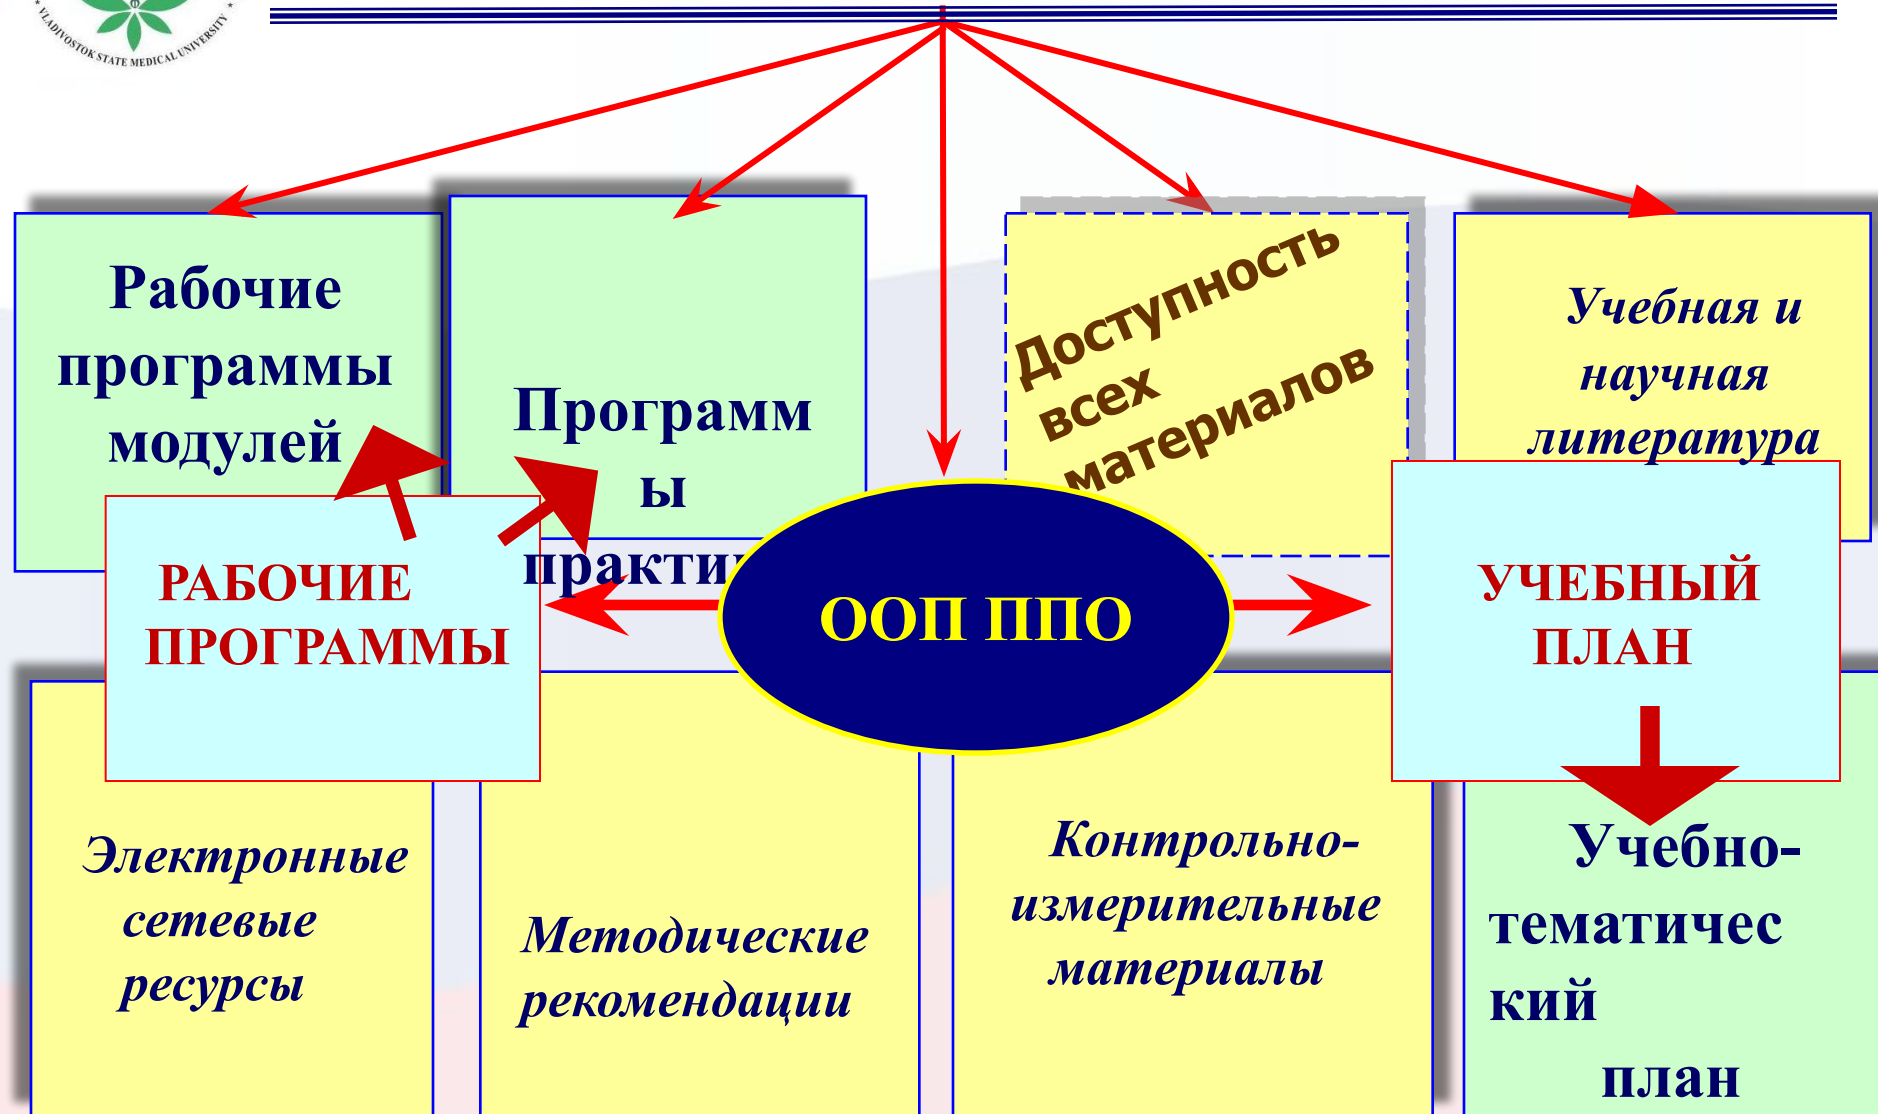 VLADIVOSTOK STATE MEDICAL UNIVERSITY
Рабочие
программы
модулей
Программ
ы
Доступность
всех
материалов
Учебная и
научная
литература
РАБОЧИЕ
ПРОГРАММЫ
ООП ППО
УЧЕБНЫЙ
ПЛАН
Электронные
сетевые
ресурсы
Методические
рекомендации
Контрольно-
измерительные
материалы
Учебно-
тематичес
кий
план